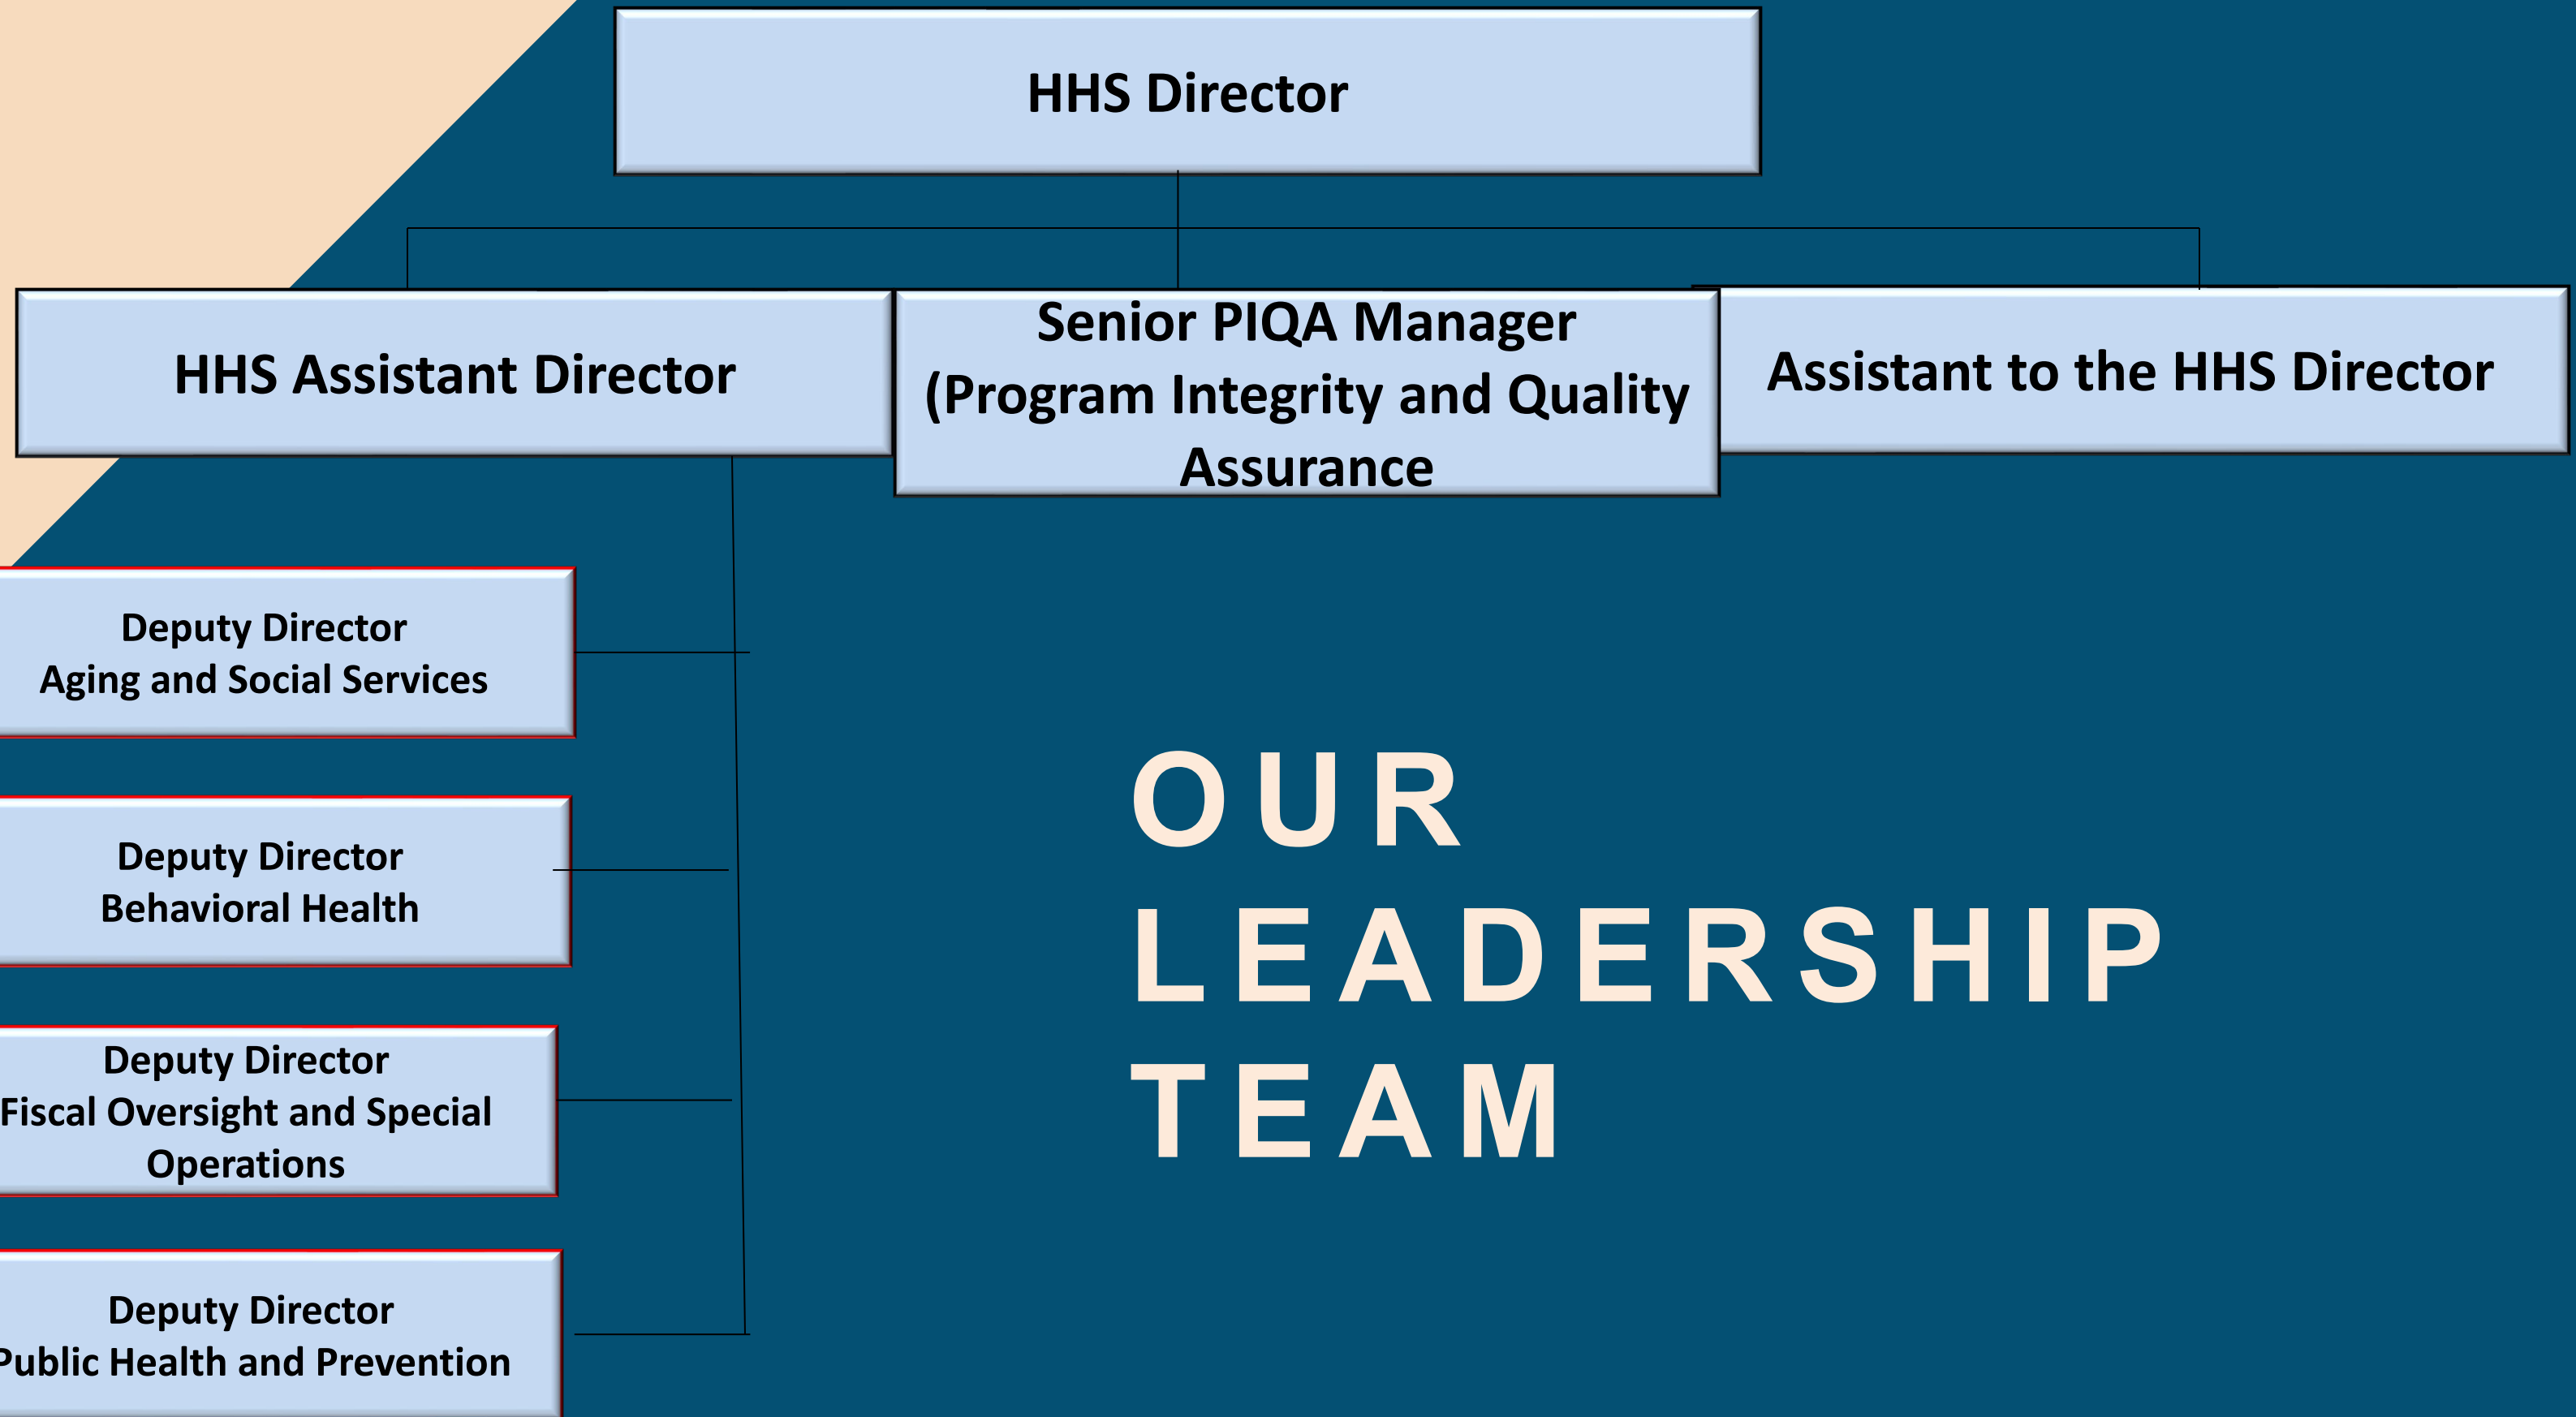 HHS Director
HHS Assistant Director
Senior PIQA Manager
(Program Integrity and Quality
Assurance
Assistant to the HHS Director
Deputy Director
Aging and Social Services
Deputy Director
Behavioral Health
Deputy Director
Fiscal Oversight and Special
Operations
Deputy Director
Public Health and Prevention
OUR
LEADERSHIP
TEAM